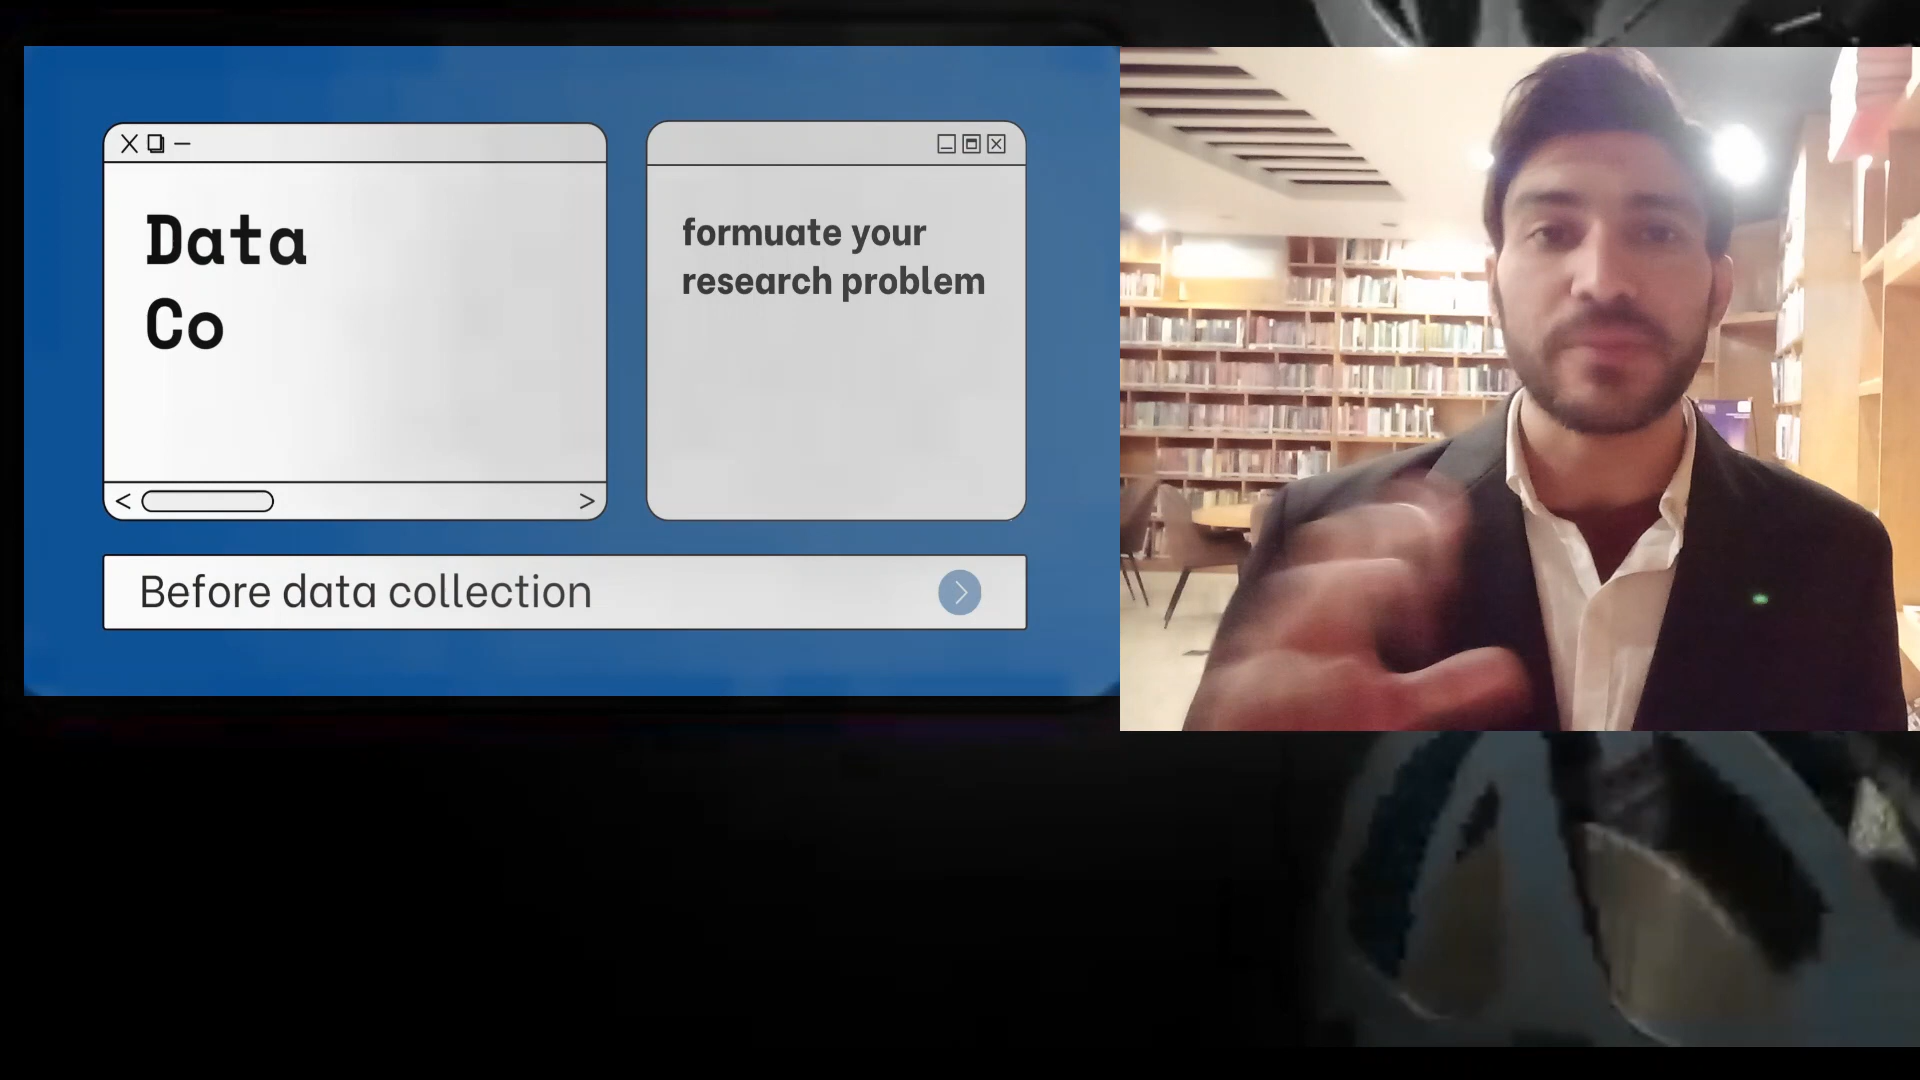 Data
Co
formuate your
research problem
Before data collection